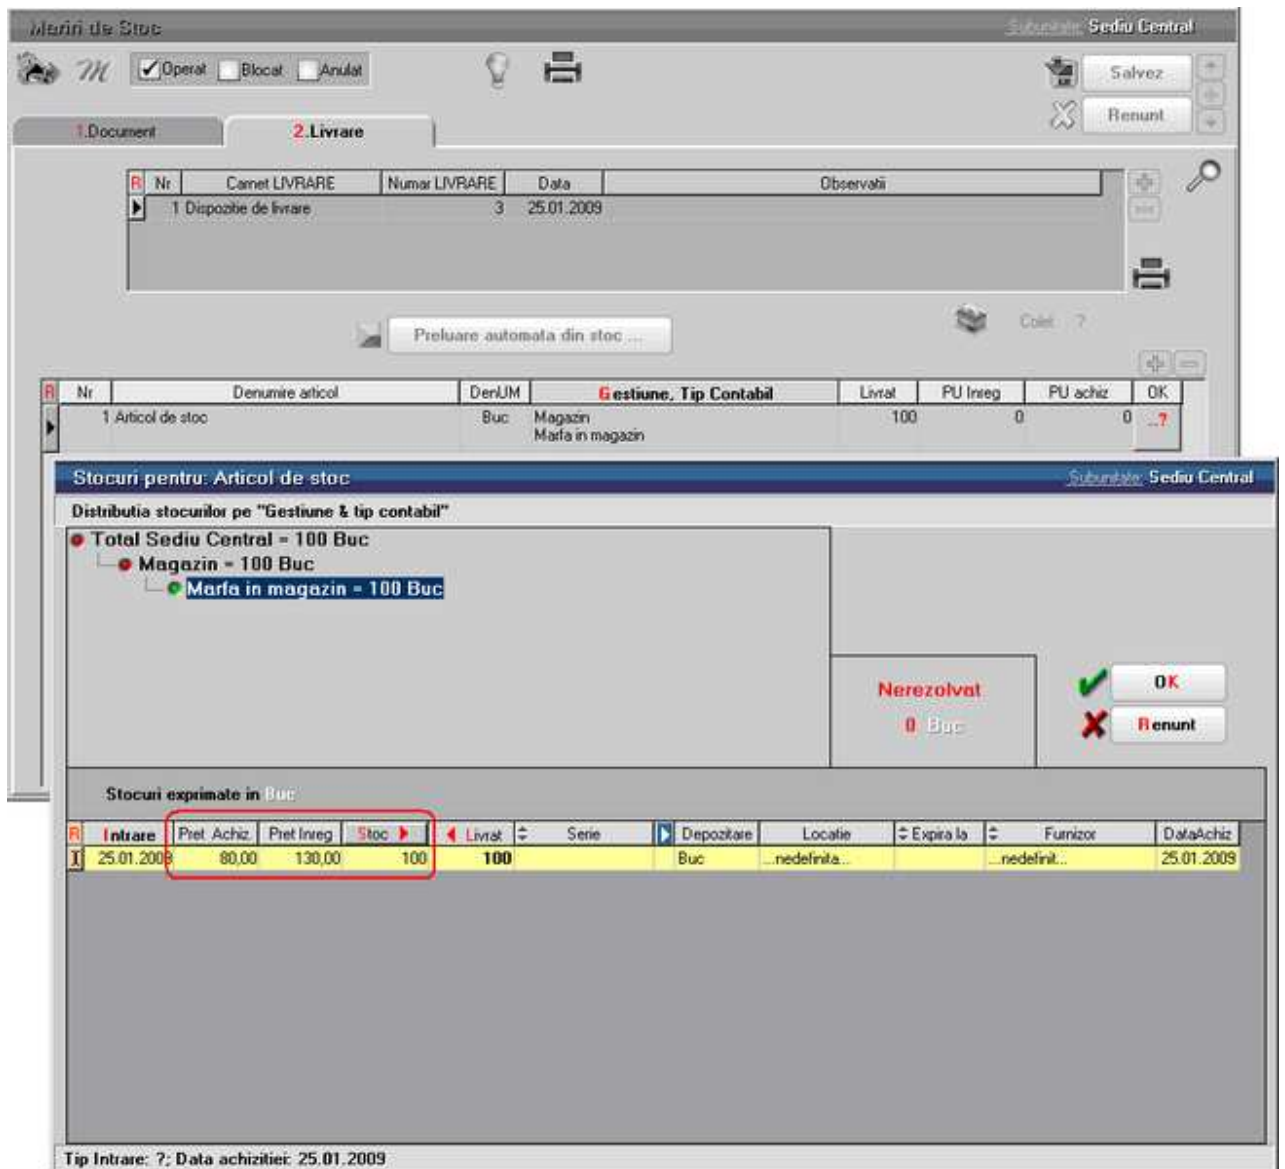 Meriri de Stoc Subunitate: Sediu Central
M Operat Blocat Anulat Salvez
Renunt
1.Document 2.Livrare
R Nr Carnet LIVRARE Numar LIVRARE Data Observatii
1 Dispozitie de livrare 3 25.01.2009
Preluare automata din stoc ... Colet ?
R Nr Denumire articol DenUM Gestiune, Tip Contabil Livrat PU Inreg PU achiz OK
1 Articol de stoc Buc Magazin 100 0 0 ..?
Marfa in magazin
Stocuri pentru: Articol de stoc Subunitate: Sediu Central
Distributia stocurilor pe "Gestiune & tip contabil"
Total Sediu Central = 100 Buc
Magazin = 100 Buc
Marfa in magazin = 100 Buc
Nerezolvat OK
0 Buc Renunt
Stocuri exprimate in Buc
R Intrare Pret Achiz Pret Inreg Stoc Livrat Serie Depozitare Locatie Expira la Furnizor DataAchiz
25.01.2009 80,00 130,00 100 100 Buc ...nedefinita... ...nedefinit... 25.01.2009
Tip Intrare: ?; Data achizitiei: 25.01.2009